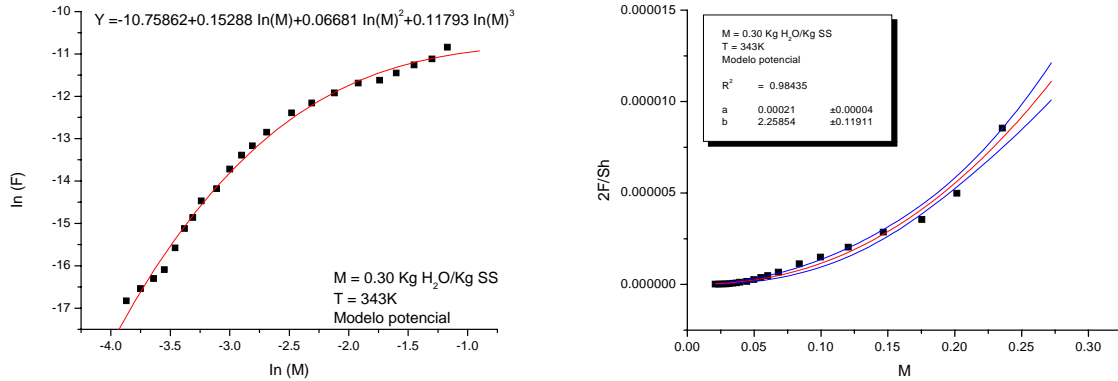 Y =-10.75862+0.15288 ln(M)+0.06681 ln(M)²+0.11793 ln(M)³
-10
-11
-12
-13
-14
-15
-16
-17
ln (F)
M = 0.30 Kg H₂O/Kg SS
T = 343K
Modelo potencial
-4.0 -3.5 -3.0 -2.5 -2.0 -1.5 -1.0
ln (M)
0.000015
0.000010
0.000005
0.000000
2F/Sh
M = 0.30 Kg H₂O/Kg SS
T = 343K
Modelo potencial
R² = 0.98435
a 0.00021 ±0.00004
b 2.25854 ±0.11911
0.00 0.05 0.10 0.15 0.20 0.25 0.30
M